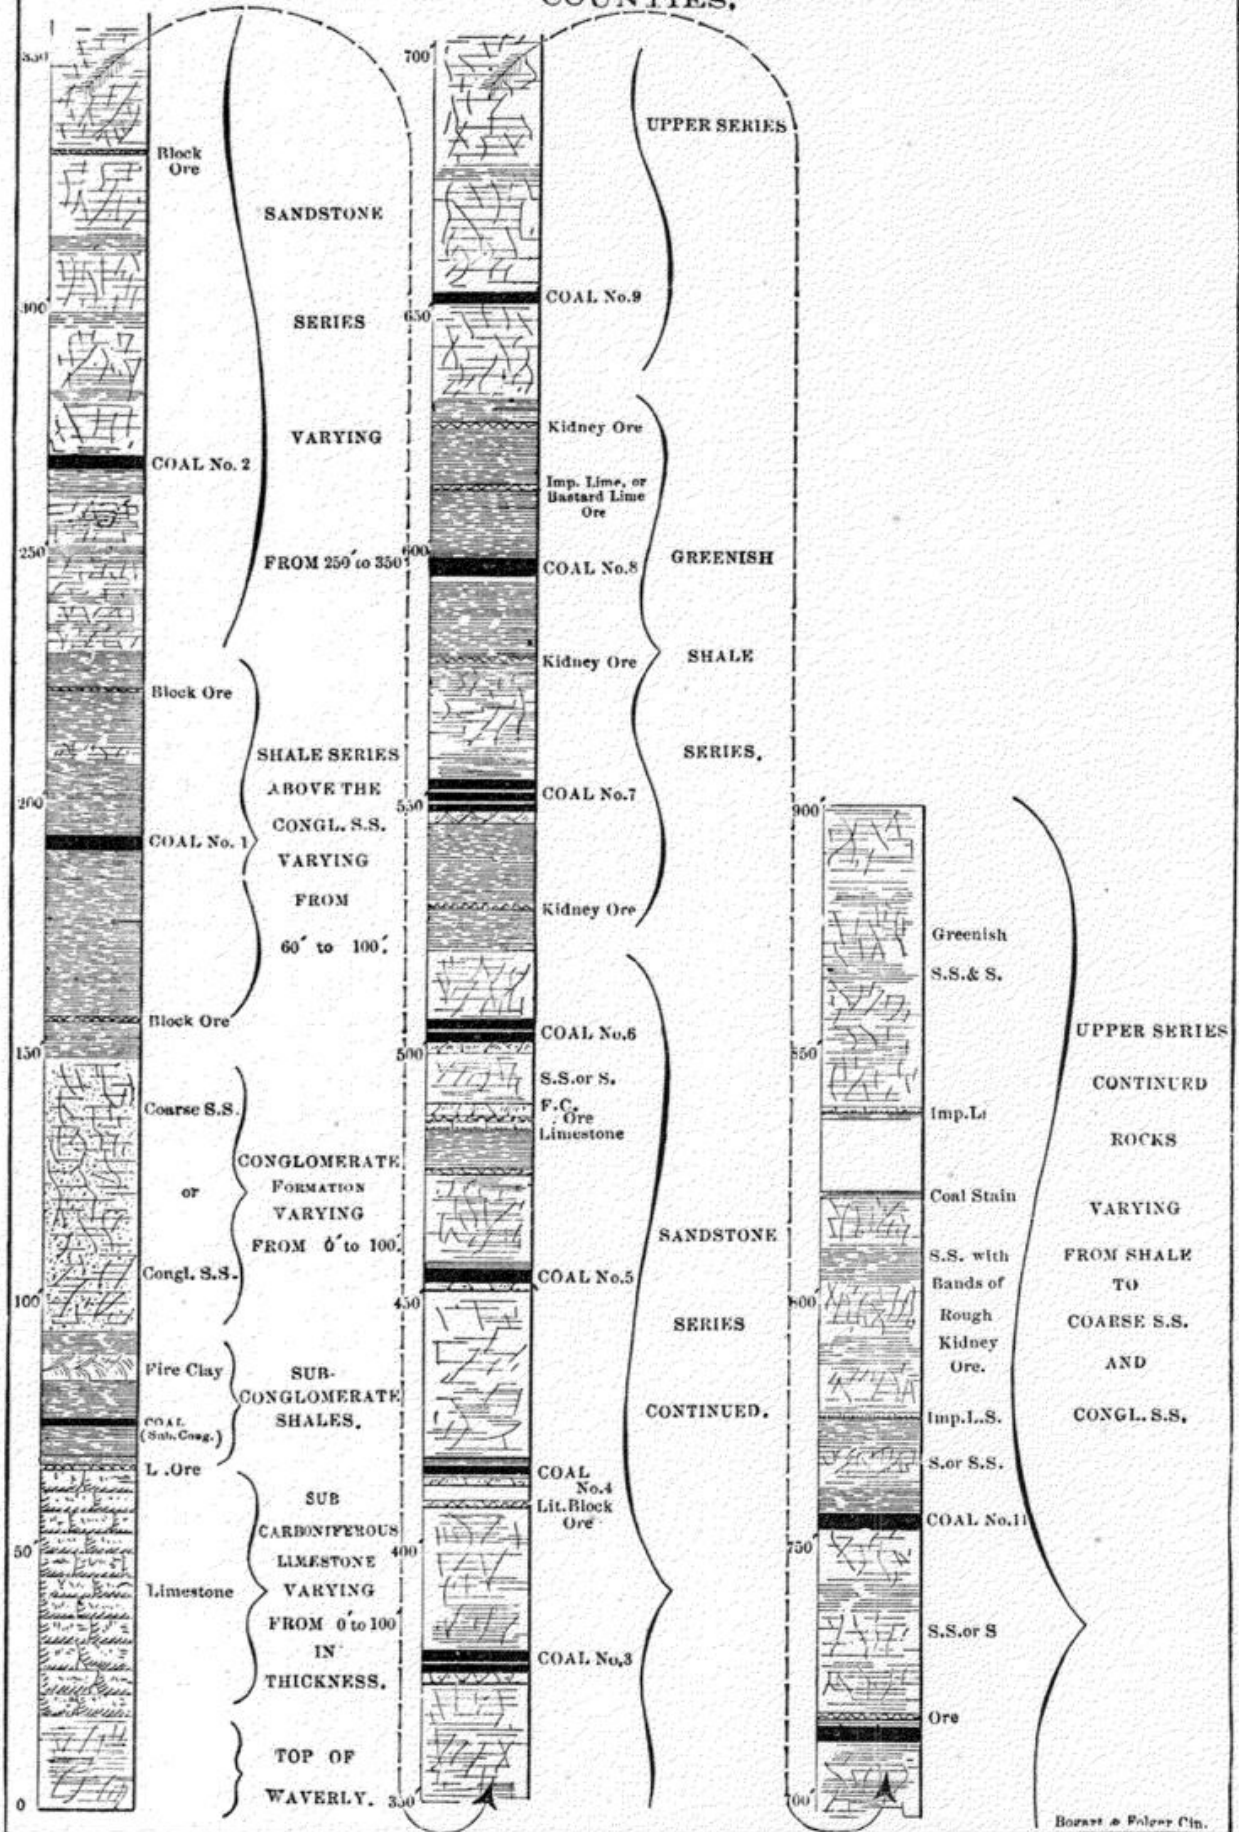 COUNTIES.
350
Block
Ore
300
COAL No. 2
250
Block Ore
200
COAL No. 1
Block Ore
150
Coarse S.S.
or
Congl. S.S.
100
Fire Clay
COAL
(Sub. Cong.)
L. Ore
50
Limestone
0
SANDSTONE
SERIES
VARYING
FROM 250' to 350'
SHALE SERIES
ABOVE THE
CONGL. S.S.
VARYING
FROM
60' to 100'.
CONGLOMERATE
FORMATION
VARYING
FROM 0' to 100'.
SUB-
CONGLOMERATE
SHALES.
SUB
CARBONIFEROUS
LIMESTONE
VARYING
FROM 0' to 100'
IN
THICKNESS.
TOP OF
WAVERLY.
700
COAL No.9
650
Kidney Ore
Imp. Lime, or
Bastard Lime
Ore
600
COAL No.8
Kidney Ore
550
COAL No.7
Kidney Ore
COAL No.6
500
S.S. or S.
F.C.
Ore
Limestone
COAL No.5
450
COAL
No.4
Lit. Block
Ore
400
COAL No.3
350
UPPER SERIES
GREENISH
SHALE
SERIES.
SANDSTONE
SERIES
CONTINUED.
900
Greenish
S.S. & S.
850
Imp. L.
Coal Stain
S.S. with
Bands of
800
Rough
Kidney
Ore.
Imp. L.S.
S. or S.S.
COAL No.11
750
S.S. or S
Ore
700
UPPER SERIES
CONTINUED
ROCKS
VARYING
FROM SHALE
TO
COARSE S.S.
AND
CONGL. S.S.
Bogart & Folger Cin.